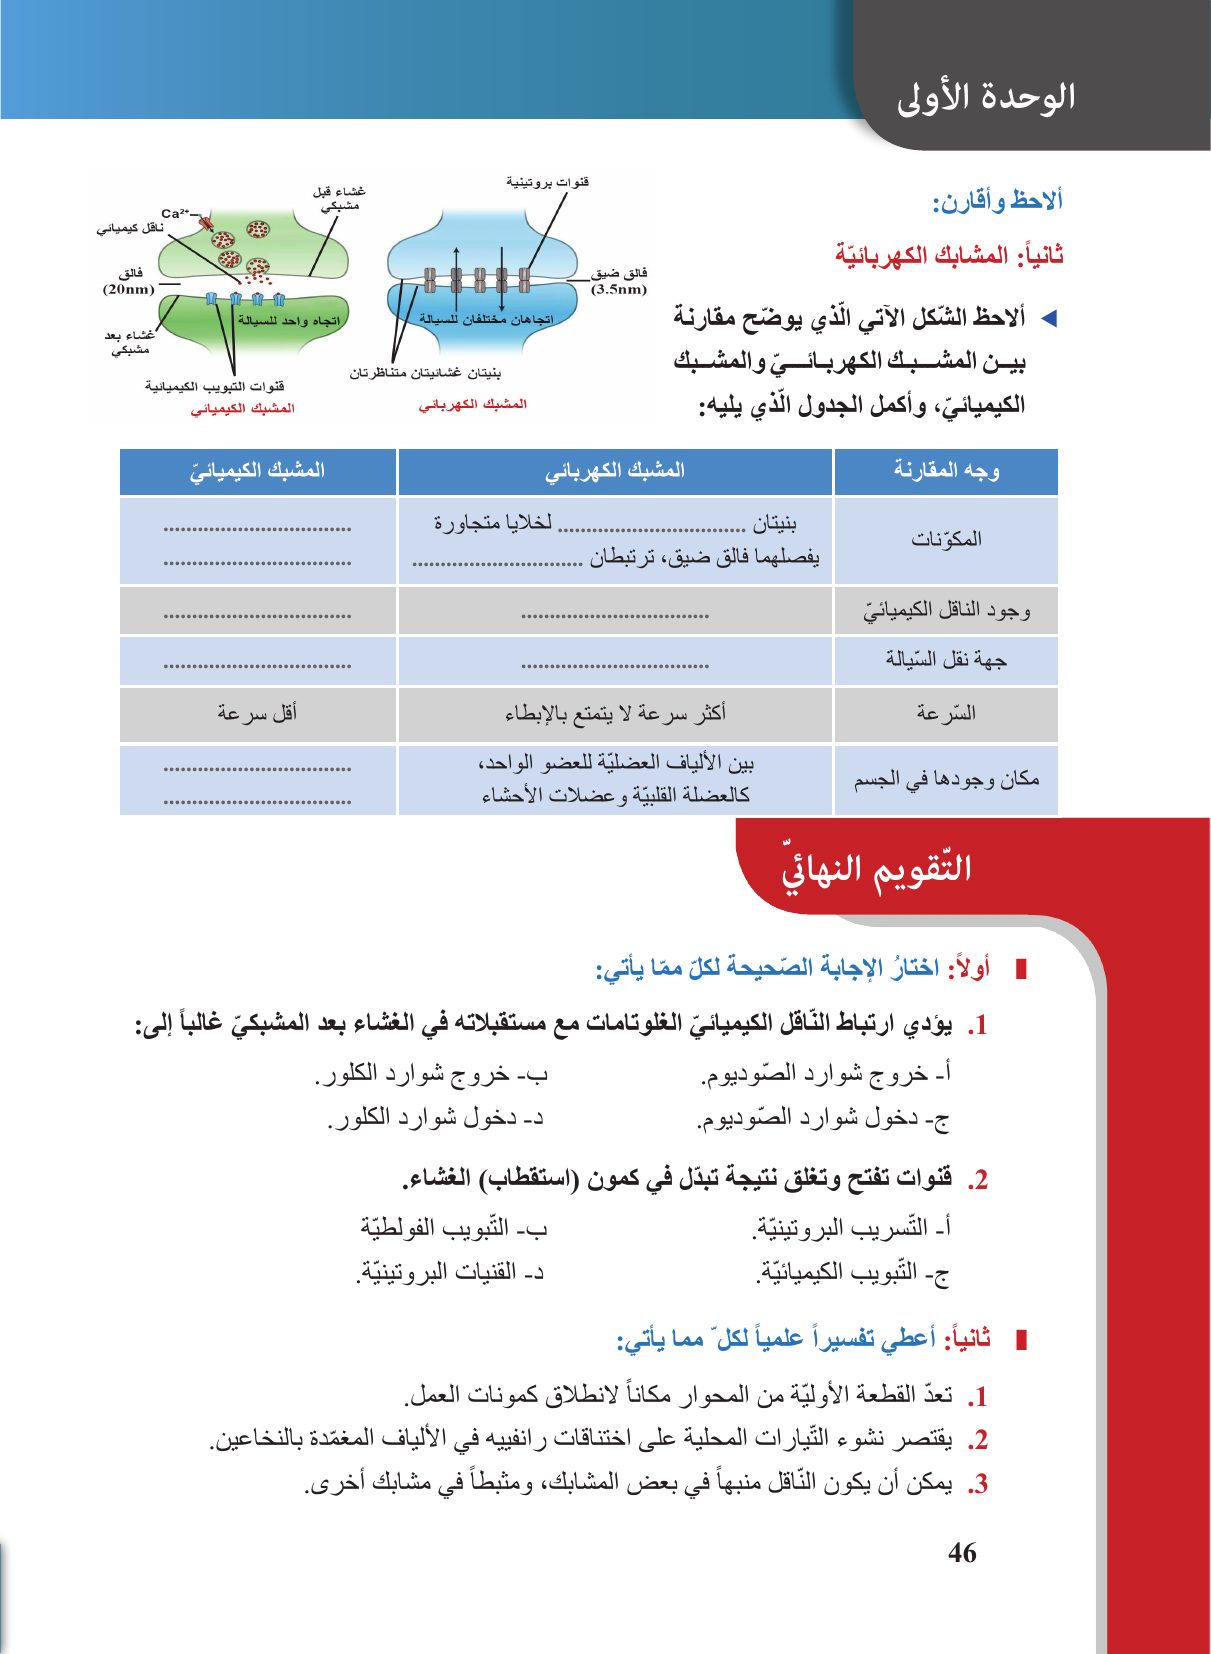 الوحدة الأولى
ألاحظ وأقارن:
ثانياً: المشابك الكهربائيّة
ألاحظ الشّكل الآتي الّذي يوضّح مقارنة
بيــن المشــــبـك الكهربــائــــيّ والمشــبك
الكيميائيّ، وأكمل الجدول الّذي يليه:
قنوات بروتينية
فالق ضيق
(3.5nm)
اتجاهان مختلفان للسيالة
بنيتان غشائيتان متناظرتان
المشبك الكهربائي
غشاء قبل
مشبكي
Ca²⁺
ناقل كيميائي
فالق
(20nm)
اتجاه واحد للسيالة
غشاء بعد
مشبكي
قنوات التبويب الكيميائية
المشبك الكيميائي
وجه المقارنة المشبك الكهربائي المشبك الكيميائيّ
المكوّنات
بنيتان ................................. لخلايا متجاورة
يفصلهما فالق ضيق، ترتبطان ..............................
.................................
.................................
وجود الناقل الكيميائيّ ................................. .................................
جهة نقل السّيالة ................................. .................................
السّرعة أكثر سرعة لا يتمتع بالإبطاء أقل سرعة
مكان وجودها في الجسم
بين الألياف العضليّة للعضو الواحد،
كالعضلة القلبيّة وعضلات الأحشاء
.................................
.................................
التّقويم النهائيّ
أولاً: اختارُ الإجابة الصّحيحة لكلّ ممّا يأتي:
1. يؤدي ارتباط النّاقل الكيميائيّ الغلوتامات مع مستقبلاته في الغشاء بعد المشبكيّ غالباً إلى:
أ- خروج شوارد الصّوديوم. ب- خروج شوارد الكلور.
ج- دخول شوارد الصّوديوم. د- دخول شوارد الكلور.
2. قنوات تفتح وتغلق نتيجة تبدّل في كمون (استقطاب) الغشاء.
أ- التّسريب البروتينيّة. ب- التّبويب الفولطيّة
ج- التّبويب الكيميائيّة. د- القنيات البروتينيّة.
ثانياً: أعطي تفسيراً علمياً لكلّ مما يأتي:
1. تعدّ القطعة الأوليّة من المحوار مكاناً لانطلاق كمونات العمل.
2. يقتصر نشوء التّيارات المحلية على اختناقات رانفييه في الألياف المغمّدة بالنخاعين.
3. يمكن أن يكون النّاقل منبهاً في بعض المشابك، ومثبطاً في مشابك أخرى.
46